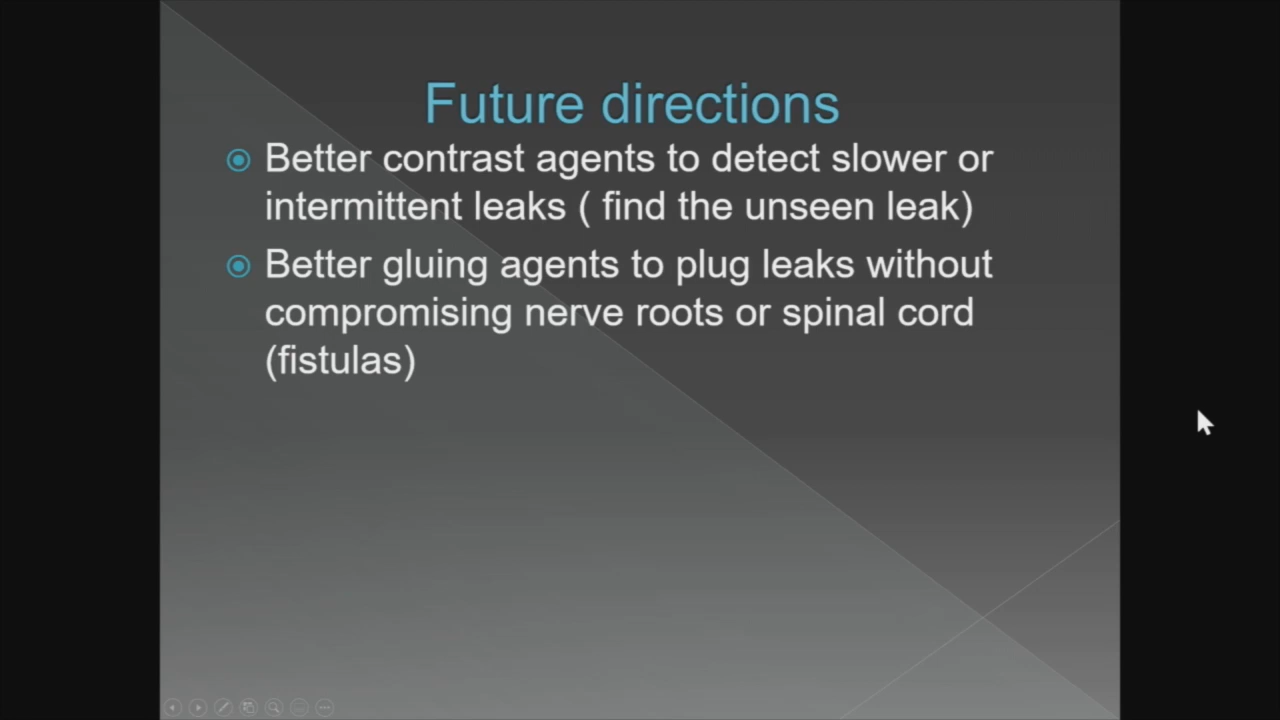 Future directions
Better contrast agents to detect slower or
intermittent leaks ( find the unseen leak)
Better gluing agents to plug leaks without
compromising nerve roots or spinal cord
(fistulas)